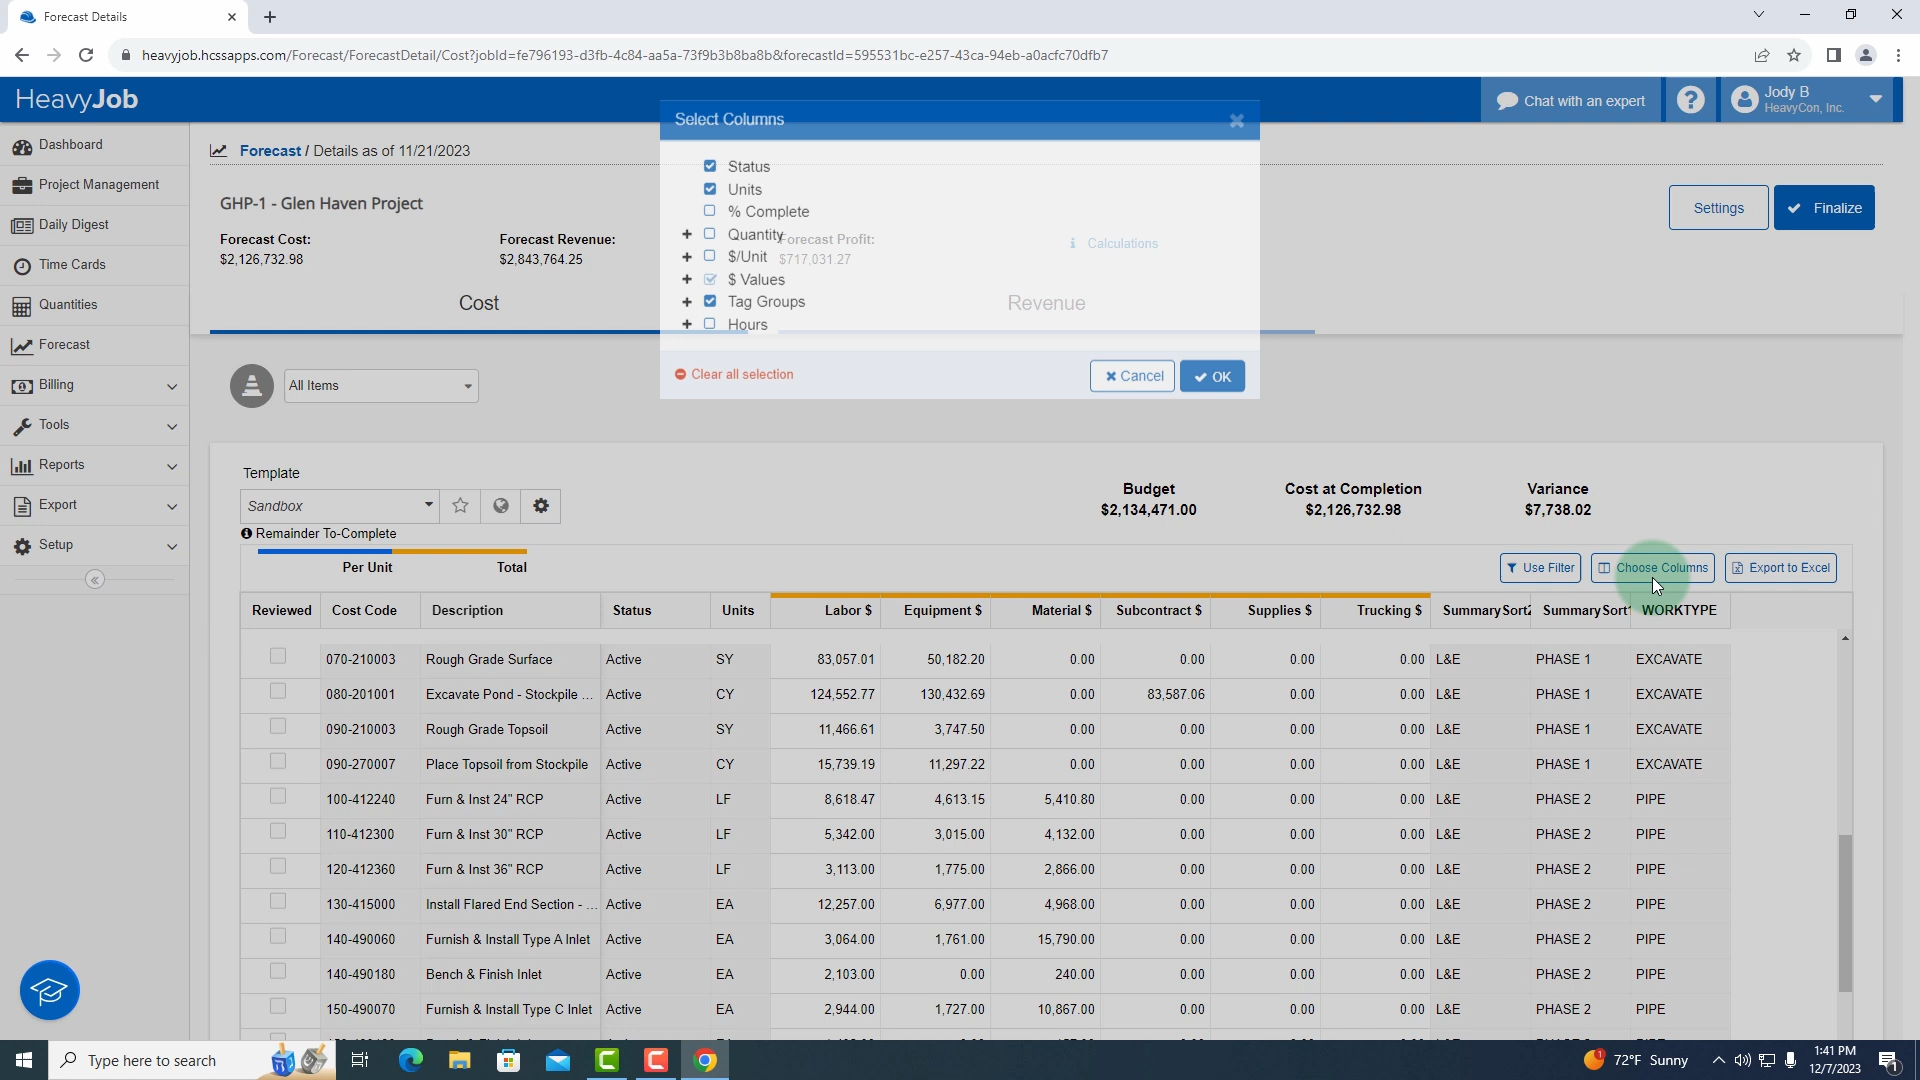 Forecast Details
heavyjob.hcssapps.com/Forecast/ForecastDetail/Cost?jobId=fe796193-d3fb-4c84-aa5a-73f9b3b8ba8b&forecastId=595531bc-e257-43ca-94eb-a0acfc70dfb7
HeavyJob
Chat with an expert
?
Jody B
HeavyCon, Inc.
Dashboard
Project Management
Daily Digest
Time Cards
Quantities
Forecast
Billing
Tools
Reports
Export
Setup
Forecast / Details as of 11/21/2023
GHP-1 - Glen Haven Project
Settings
Finalize
Forecast Cost:
$2,126,732.98
Forecast Revenue:
$2,843,764.25
Forecast Profit:
$717,031.27
Calculations
Cost
Revenue
Select Columns
Status
Units
% Complete
Quantity
$/Unit
$ Values
Tag Groups
Hours
Clear all selection
Cancel
OK
All Items
Template
Sandbox
Remainder To-Complete
Per Unit Total
Budget
$2,134,471.00
Cost at Completion
$2,126,732.98
Variance
$7,738.02
Use Filter
Choose Columns
Export to Excel
Reviewed Cost Code Description Status Units Labor $ Equipment $ Material $ Subcontract $ Supplies $ Trucking $ SummarySort2 SummarySort1 WORKTYPE
070-210003 Rough Grade Surface Active SY 83,057.01 50,182.20 0.00 0.00 0.00 0.00 L&E PHASE 1 EXCAVATE
080-201001 Excavate Pond - Stockpile ... Active CY 124,552.77 130,432.69 0.00 83,587.06 0.00 0.00 L&E PHASE 1 EXCAVATE
090-210003 Rough Grade Topsoil Active SY 11,466.61 3,747.50 0.00 0.00 0.00 0.00 L&E PHASE 1 EXCAVATE
090-270007 Place Topsoil from Stockpile Active CY 15,739.19 11,297.22 0.00 0.00 0.00 0.00 L&E PHASE 1 EXCAVATE
100-412240 Furn & Inst 24" RCP Active LF 8,618.47 4,613.15 5,410.80 0.00 0.00 0.00 L&E PHASE 2 PIPE
110-412300 Furn & Inst 30" RCP Active LF 5,342.00 3,015.00 4,132.00 0.00 0.00 0.00 L&E PHASE 2 PIPE
120-412360 Furn & Inst 36" RCP Active LF 3,113.00 1,775.00 2,866.00 0.00 0.00 0.00 L&E PHASE 2 PIPE
130-415000 Install Flared End Section - ... Active EA 12,257.00 6,977.00 4,968.00 0.00 0.00 0.00 L&E PHASE 2 PIPE
140-490060 Furnish & Install Type A Inlet Active EA 3,064.00 1,761.00 15,790.00 0.00 0.00 0.00 L&E PHASE 2 PIPE
140-490180 Bench & Finish Inlet Active EA 2,103.00 0.00 240.00 0.00 0.00 0.00 L&E PHASE 2 PIPE
150-490070 Furnish & Install Type C Inlet Active EA 2,944.00 1,727.00 10,867.00 0.00 0.00 0.00 L&E PHASE 2 PIPE
Type here to search
72°F Sunny
1:41 PM
12/7/2023
1